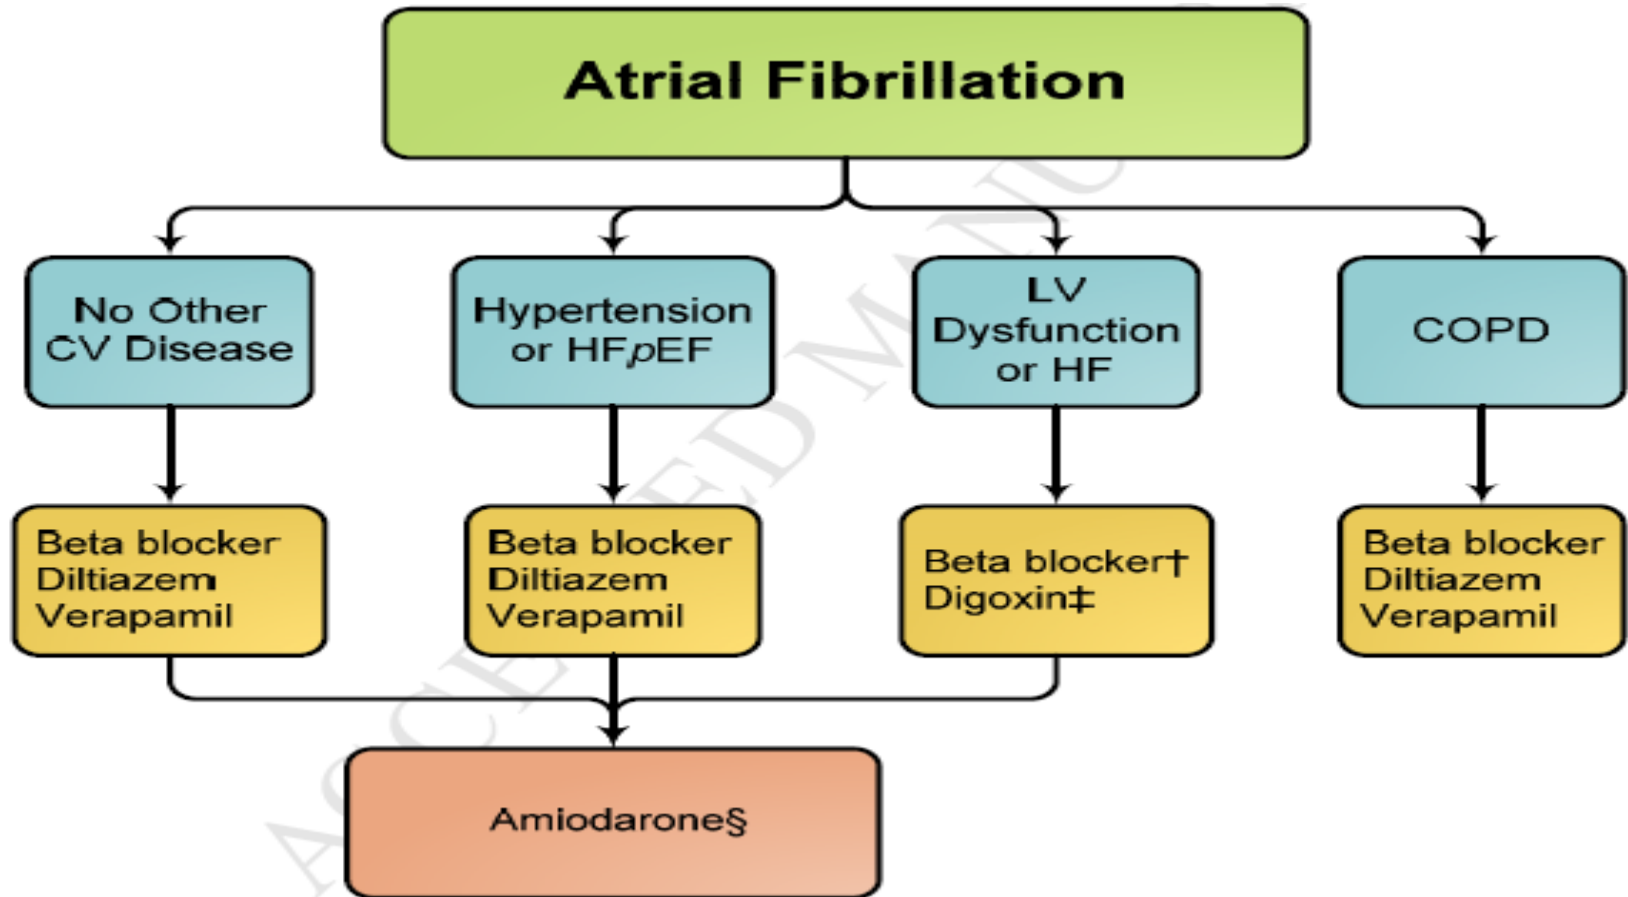 Atrial Fibrillation
No Other
CV Disease
Hypertension
or HFpEF
LV
Dysfunction
or HF
COPD
Beta blocker
Diltiazem
Verapamil
Beta blocker
Diltiazem
Verapamil
Beta blocker†
Digoxin‡
Beta blocker
Diltiazem
Verapamil
Amiodarone§